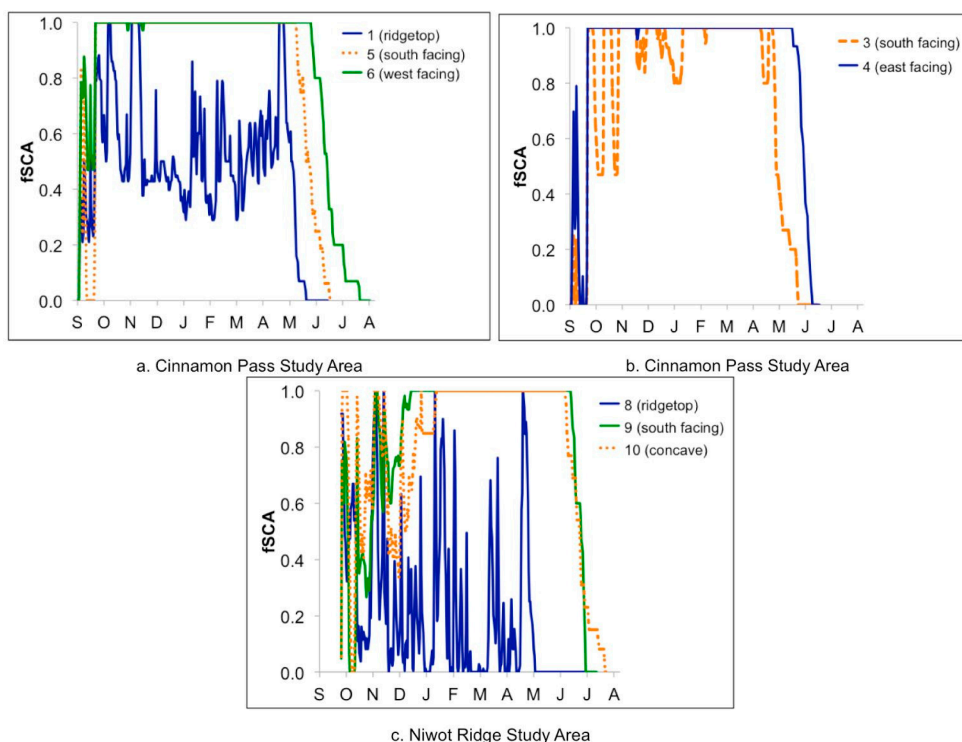 1.0
0.8
0.6
0.4
0.2
0.0
fSCA
S O N D J F M A M J J A
1 (ridgetop)
5 (south facing)
6 (west facing)
a. Cinnamon Pass Study Area
1.0
0.8
0.6
0.4
0.2
0.0
fSCA
S O N D J F M A M J J A
3 (south facing)
4 (east facing)
b. Cinnamon Pass Study Area
1.0
0.8
0.6
0.4
0.2
0.0
fSCA
S O N D J F M A M J J A
8 (ridgetop)
9 (south facing)
10 (concave)
c. Niwot Ridge Study Area